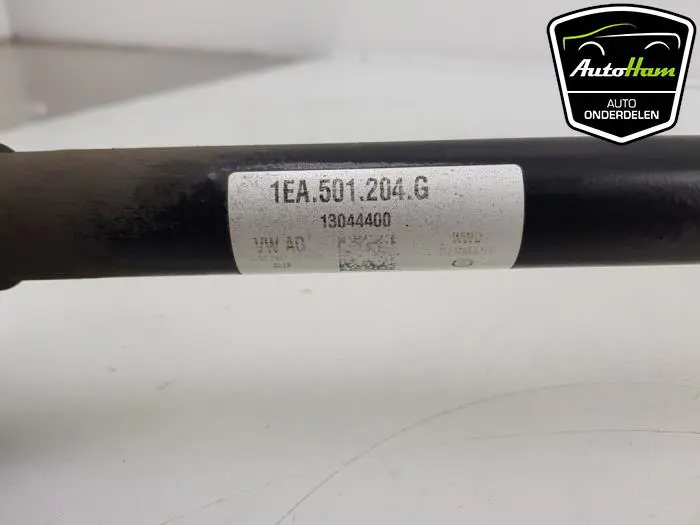 AutoHam
AUTO
ONDERDELEN
1EA.501.204.G
13044400
VW AG